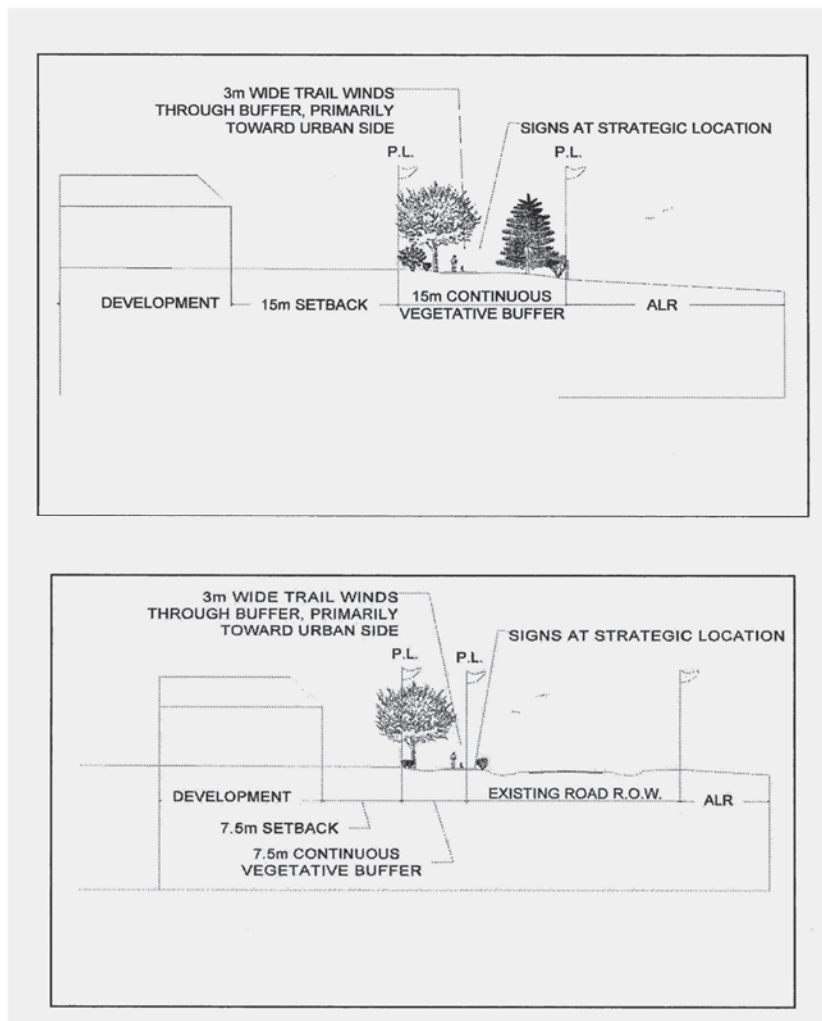 3m WIDE TRAIL WINDS
THROUGH BUFFER, PRIMARILY
TOWARD URBAN SIDE
SIGNS AT STRATEGIC LOCATION
P.L.
P.L.
DEVELOPMENT
15m SETBACK
15m CONTINUOUS
VEGETATIVE BUFFER
ALR
3m WIDE TRAIL WINDS
THROUGH BUFFER, PRIMARILY
TOWARD URBAN SIDE
SIGNS AT STRATEGIC LOCATION
P.L.
P.L.
DEVELOPMENT
EXISTING ROAD R.O.W.
ALR
7.5m SETBACK
7.5m CONTINUOUS
VEGETATIVE BUFFER